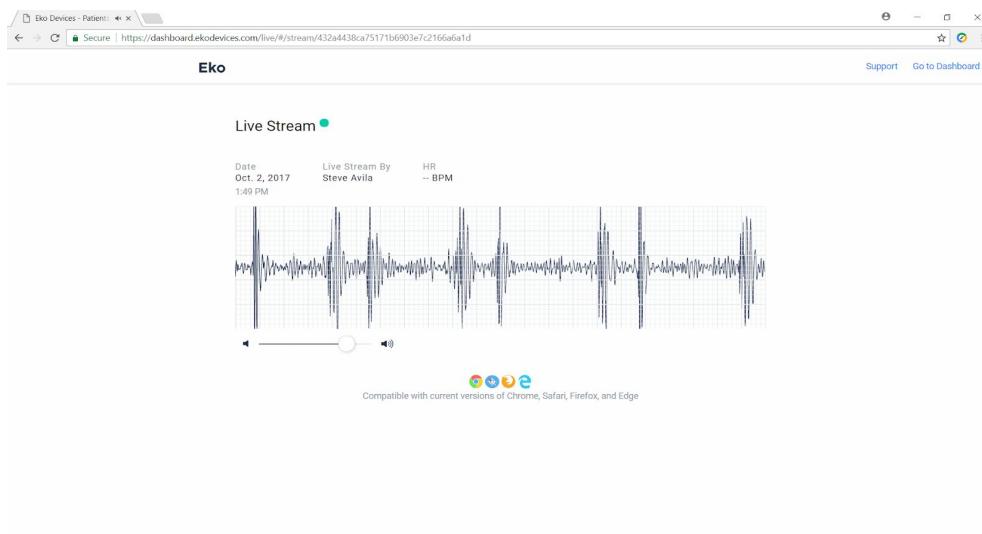 Eko Devices - Patient
Secure | https://dashboard.ekodevices.com/live/#/stream/432a4438ca75171b6903e7c2166a6a1d
Eko
Support Go to Dashboard
Live Stream
Date Live Stream By HR
Oct. 2, 2017 Steve Avila -- BPM
1:49 PM
Compatible with current versions of Chrome, Safari, Firefox, and Edge